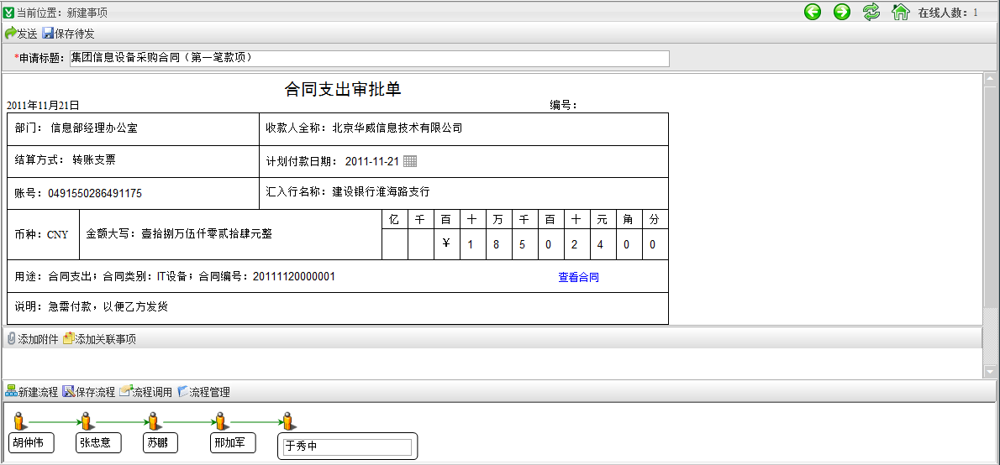 当前位置：新建事项 在线人数：1
发送 保存待发
*申请标题：集团信息设备采购合同（第一笔款项）
合同支出审批单
2011年11月21日 编号：
部门： 信息部经理办公室 收款人全称：北京华威信息技术有限公司
结算方式： 转账支票 计划付款日期： 2011-11-21
账号：0491550286491175 汇入行名称：建设银行淮海路支行
亿 千 百 十 万 千 百 十 元 角 分
币种：CNY 金额大写：壹拾捌万伍仟零贰拾肆元整 ¥ 1 8 5 0 2 4 0 0
用途：合同支出；合同类别：IT设备；合同编号：20111120000001 查看合同
说明：急需付款，以便乙方发货
添加附件 添加关联事项
新建流程 保存流程 流程调用 流程管理
胡仲伟 张忠意 苏鹏 邢加军 于秀中